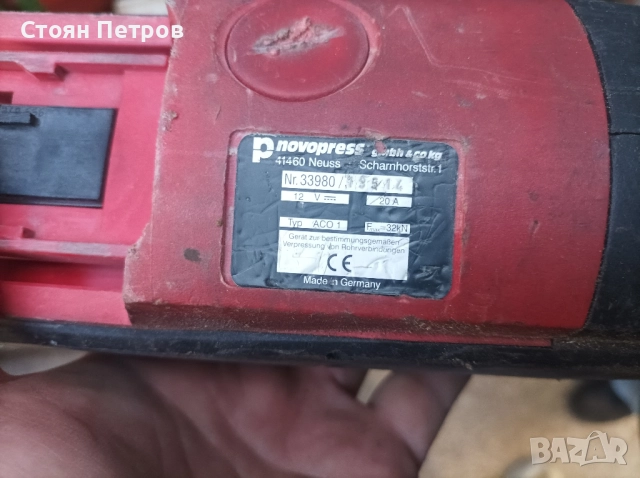 Стоян Петров
novopress gmbh & co kg
41460 Neuss Scharnhorststr.1
Nr. 33980/
12 V 20 A
Typ ACO 1 32kN
Gerät zur bestimmungsgemäßen
Verpressung von Rohrverbindungen
CE
Made in Germany
BAZAR